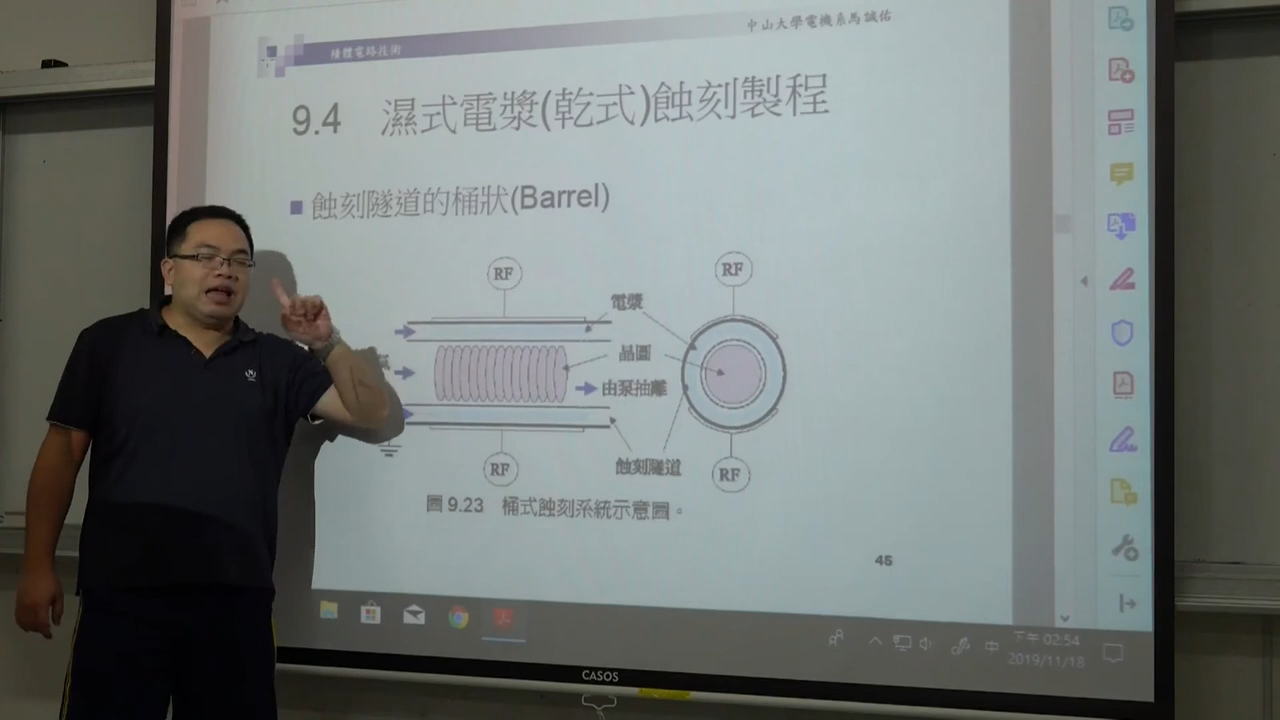 中山大學電機系馬誠佑
積體電路技術
9.4 濕式電漿(乾式)蝕刻製程
蝕刻隧道的桶狀(Barrel)
RF
RF
電漿
晶圓
由泵抽離
蝕刻隧道
RF
RF
圖 9.23 桶式蝕刻系統示意圖。
45
中
下午 02:54
2019/11/18
CASOS